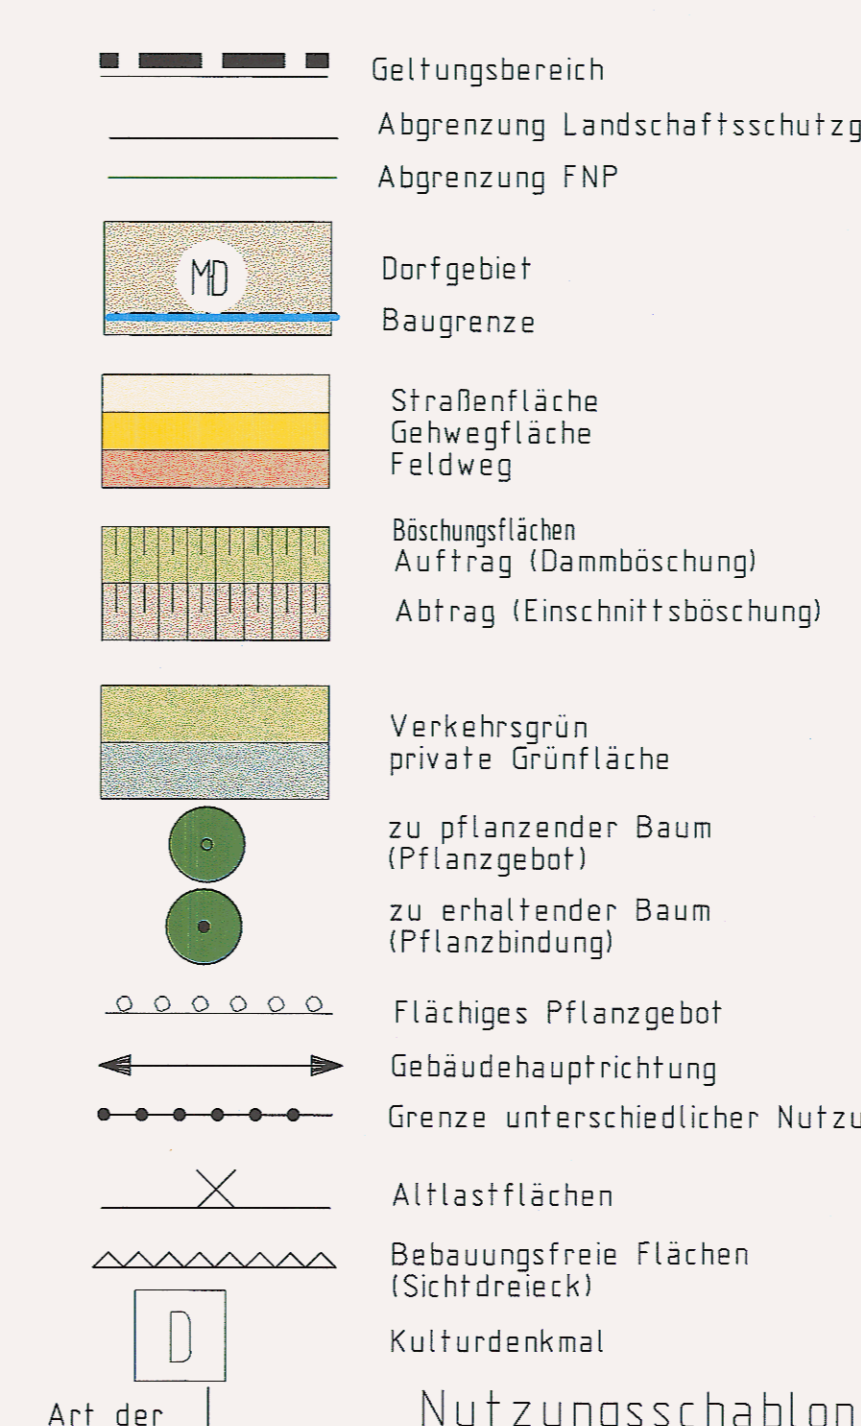 Geltungsbereich
Abgrenzung Landschaftsschutzg
Abgrenzung FNP
MD
Dorfgebiet
Baugrenze
Straßenfläche
Gehwegfläche
Feldweg
Böschungsflächen
Auftrag (Dammböschung)
Abtrag (Einschnittsböschung)
Verkehrsgrün
private Grünfläche
zu pflanzender Baum
(Pflanzgebot)
zu erhaltender Baum
(Pflanzbindung)
Flächiges Pflanzgebot
Gebäudehauptrichtung
Grenze unterschiedlicher Nutzu
Altlastflächen
Bebauungsfreie Flächen
(Sichtdreieck)
D
Kulturdenkmal
Art der
Nutzungsschablon